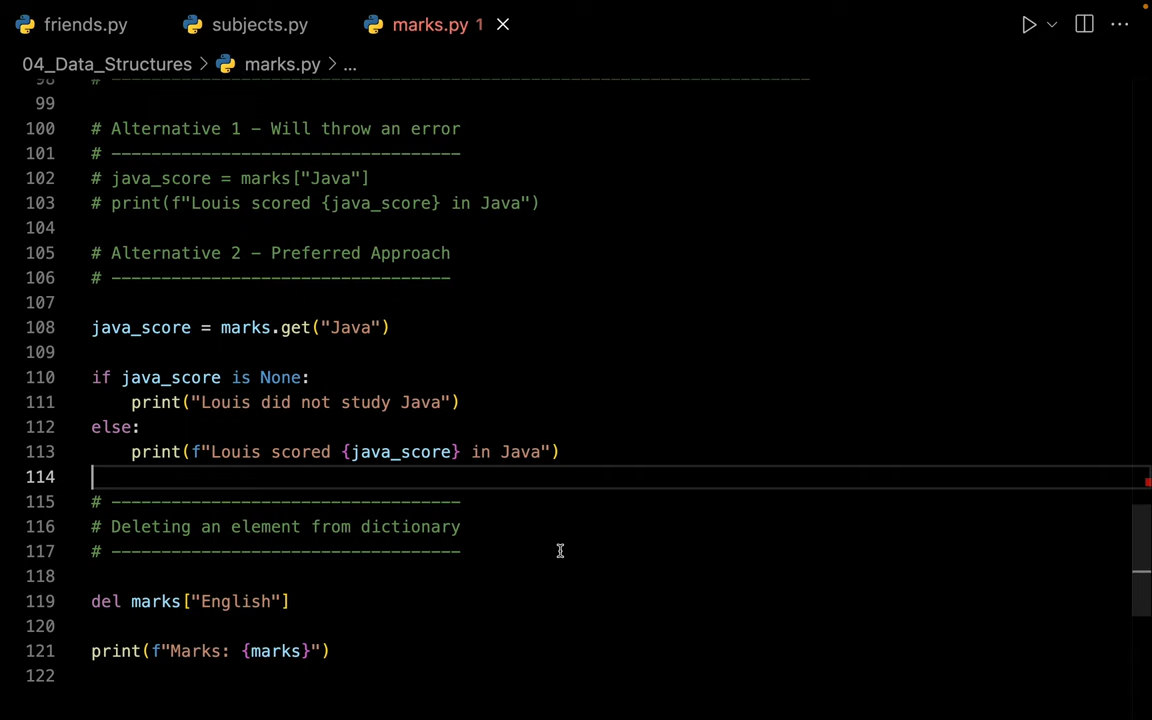 friends.py subjects.py marks.py 1
04_Data_Structures > marks.py > ...
98 # ----------------------------------------------------------------------
99
100 # Alternative 1 - Will throw an error
101 # -----------------------------------
102 # java_score = marks["Java"]
103 # print(f"Louis scored {java_score} in Java")
104
105 # Alternative 2 - Preferred Approach
106 # ----------------------------------
107
108 java_score = marks.get("Java")
109
110 if java_score is None:
111     print("Louis did not study Java")
112 else:
113     print(f"Louis scored {java_score} in Java")
114
115 # -----------------------------------
116 # Deleting an element from dictionary
117 # -----------------------------------
118
119 del marks["English"]
120
121 print(f"Marks: {marks}")
122